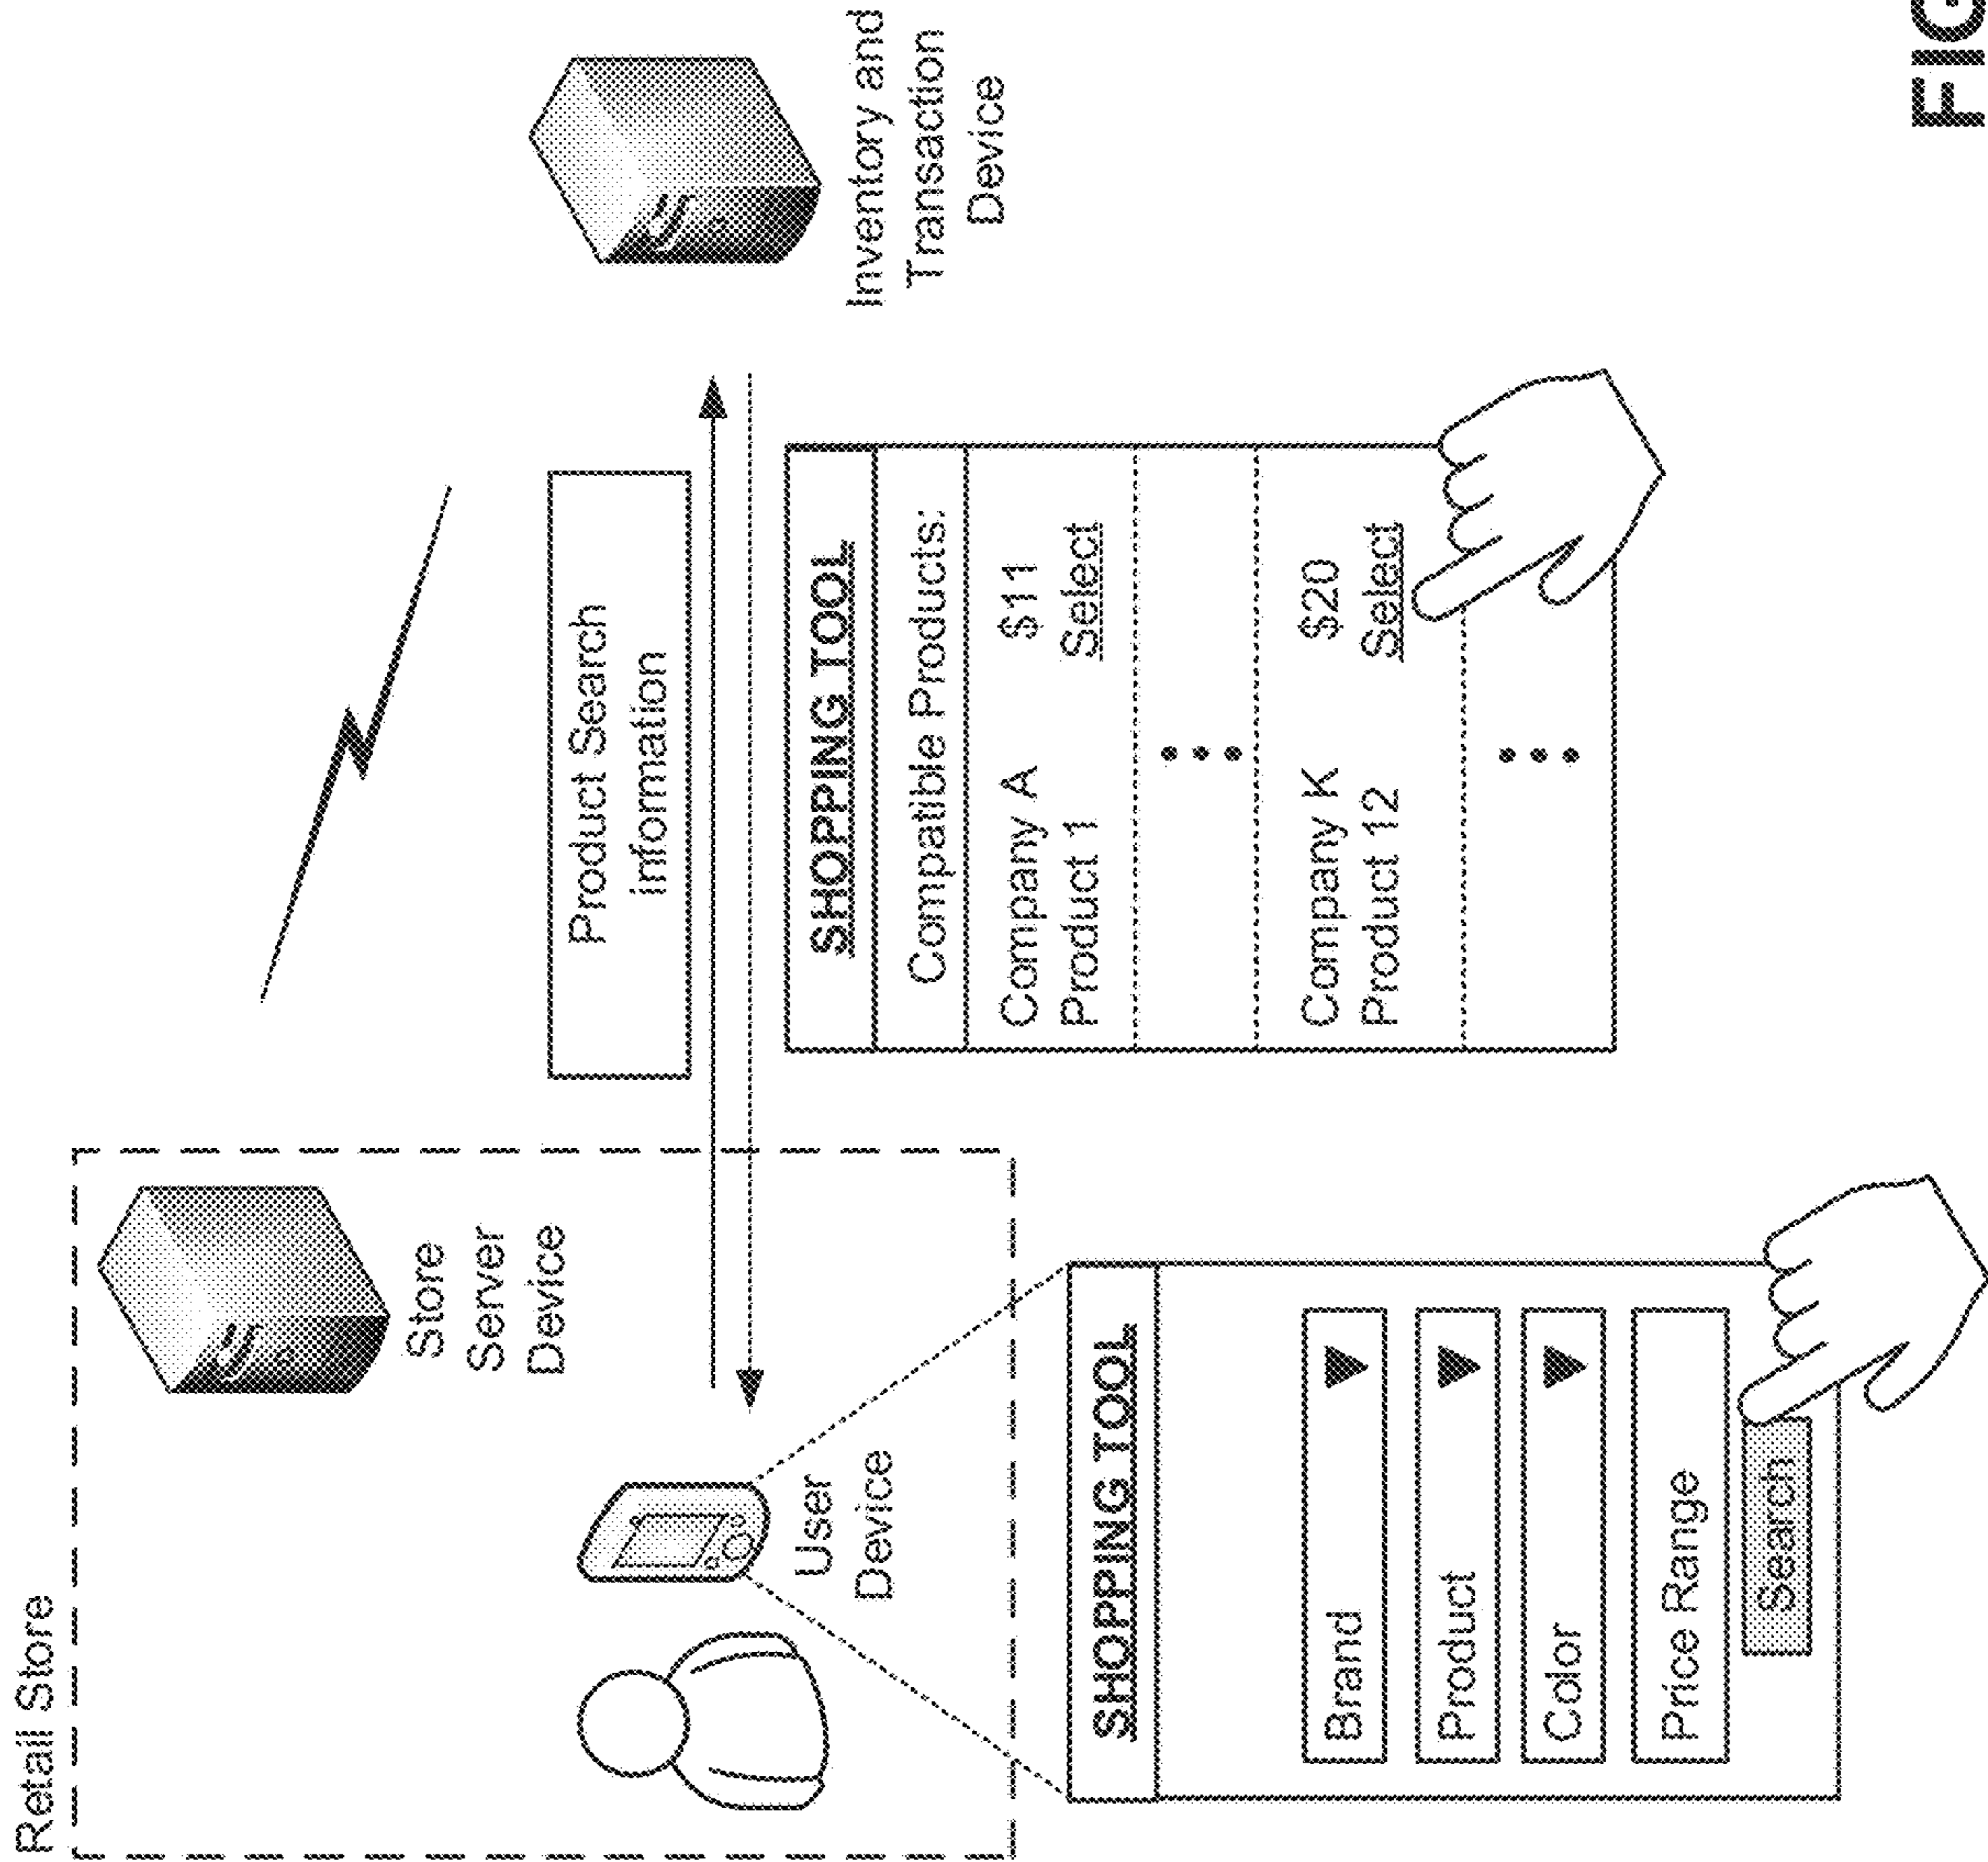 Retail Store
Store
Server
Device
User
Device
Product Search
information
Inventory and
Transaction
Device
SHOPPING TOOL
Brand
Product
Color
Price Range
Search
SHOPPING TOOL
Compatible Products:
Company A $11
Product 1 Select
Company K $20
Product 12 Select
FIG